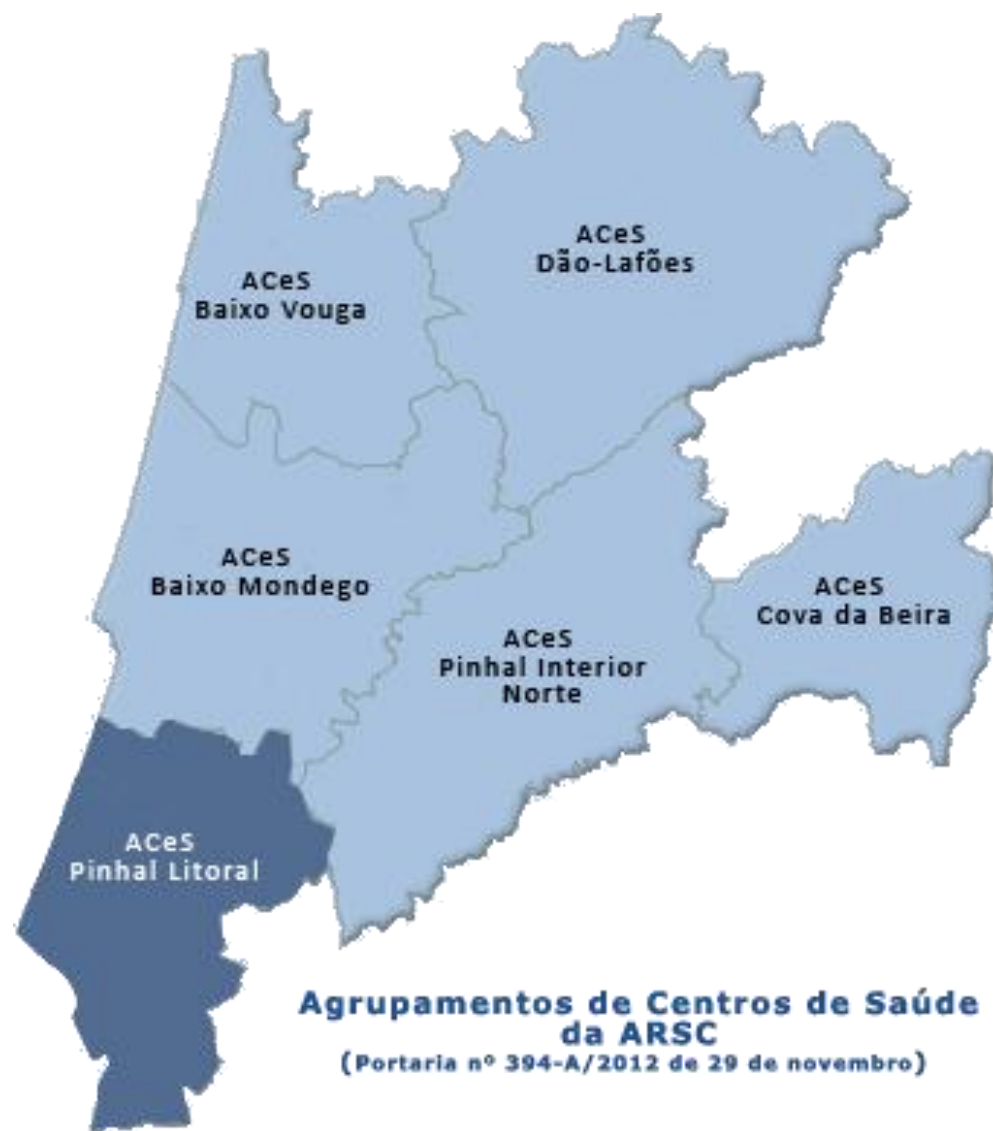 ACeS
Dão-Lafões
ACeS
Baixo Vouga
ACeS
Baixo Mondego
ACeS
Cova da Beira
ACeS
Pinhal Interior
Norte
ACeS
Pinhal Litoral
Agrupamentos de Centros de Saúde
da ARSC
(Portaria nº 394-A/2012 de 29 de novembro)